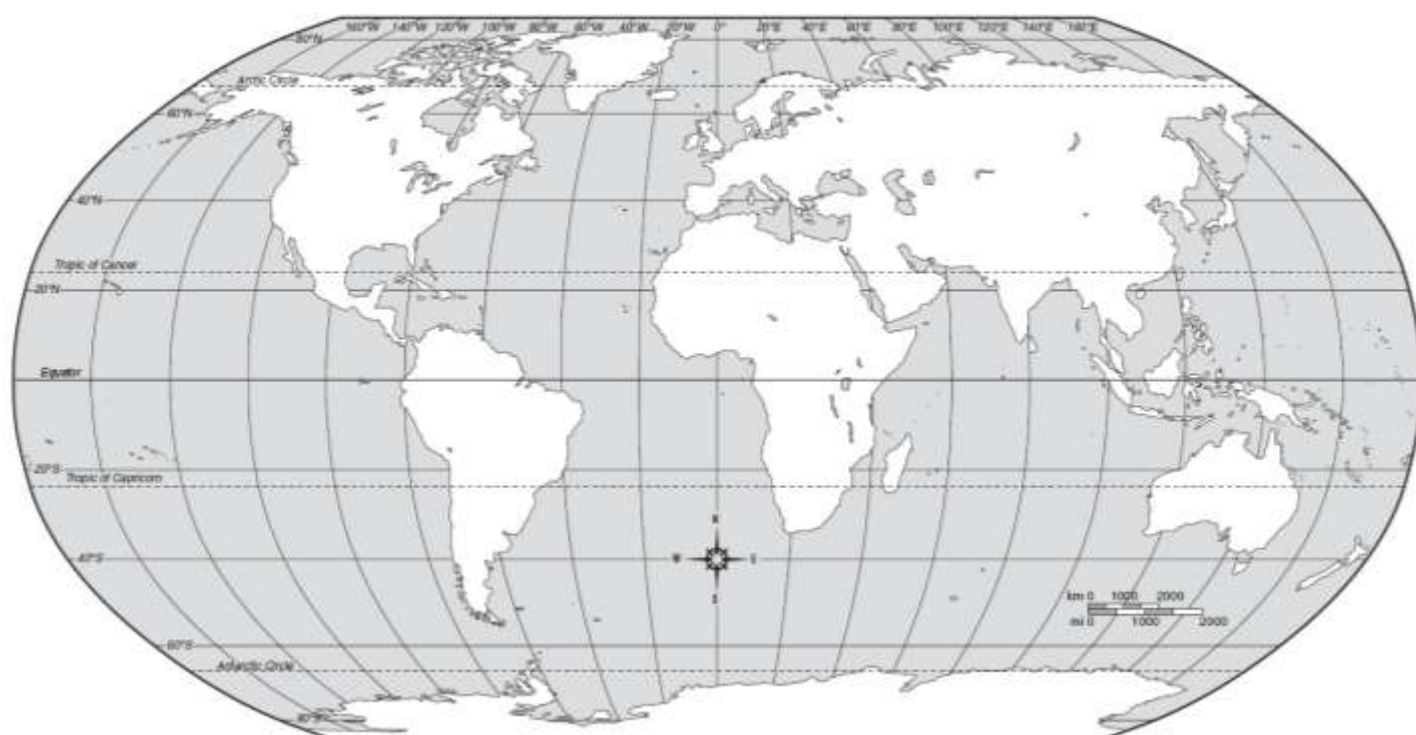 160°W 140°W 120°W 100°W 80°W 60°W 40°W 20°W 0° 20°E 40°E 60°E 80°E 100°E 120°E 140°E 160°E
80°N
Arctic Circle
60°N
40°N
Tropic of Cancer
20°N
Equator
20°S
Tropic of Capricorn
N
40°S W E
S
km 0 1000 2000
mi 0 1000 2000
60°S
Antarctic Circle
80°S